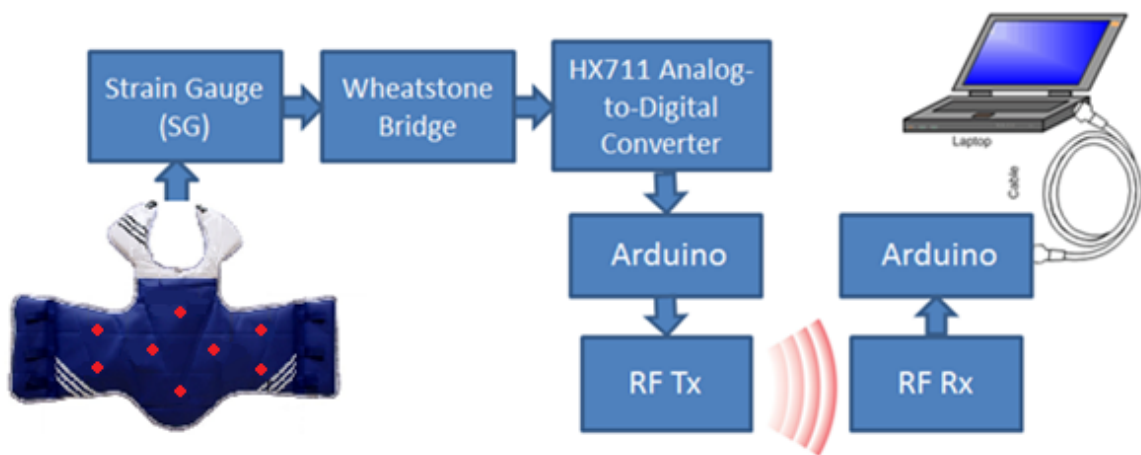 Strain Gauge
(SG)
Wheatstone
Bridge
HX711 Analog-
to-Digital
Converter
Laptop
Cable
Arduino
Arduino
RF Tx
RF Rx